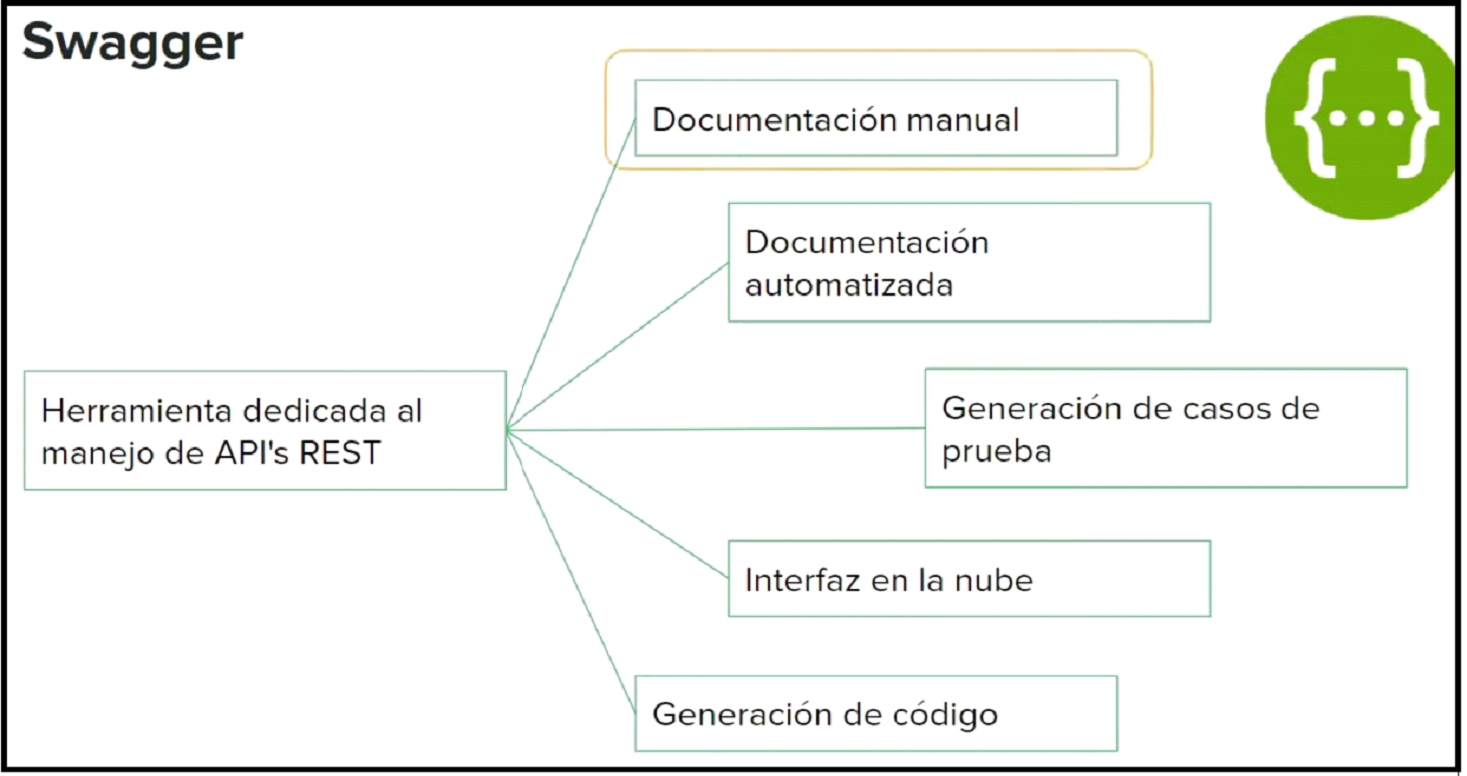 Swagger
Documentación manual
Documentación
automatizada
Herramienta dedicada al
manejo de API's REST
Generación de casos de
prueba
Interfaz en la nube
Generación de código